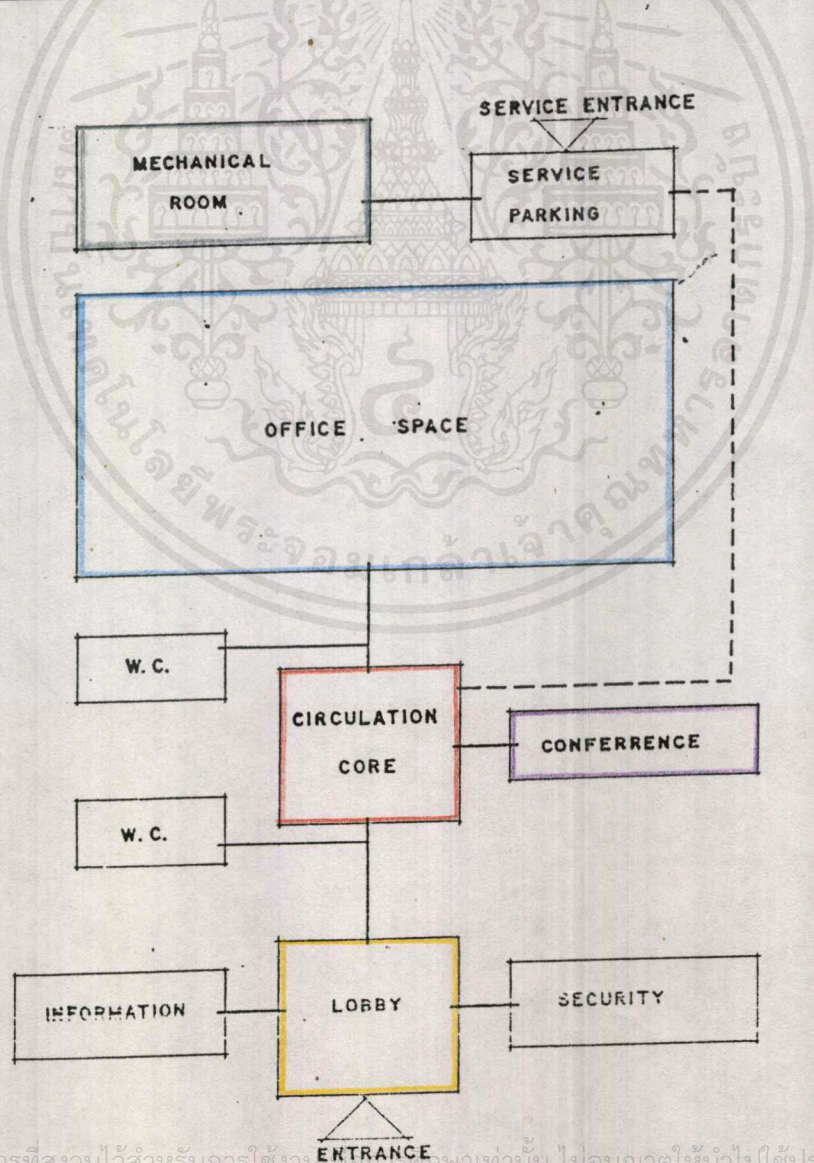 SERVICE ENTRANCE
MECHANICAL
ROOM
SERVICE
PARKING
OFFICE SPACE
W.C.
CIRCULATION
CORE
CONFERRENCE
W.C.
INFORMATION
LOBBY
SECURITY
ENTRANCE